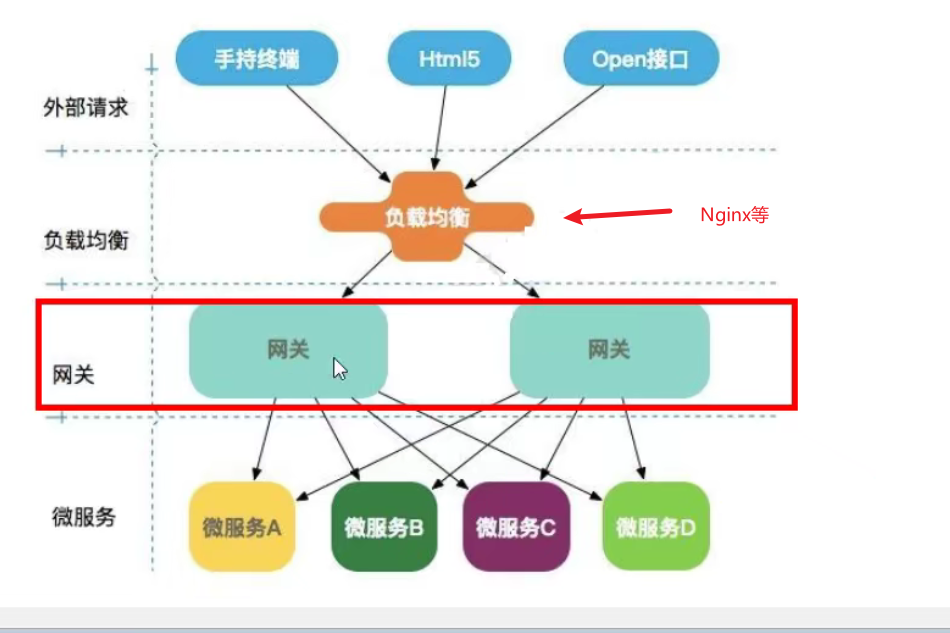 手持终端
Html5
Open接口
外部请求
负载均衡
Nginx等
负载均衡
网关
网关
网关
微服务
微服务A
微服务B
微服务C
微服务D